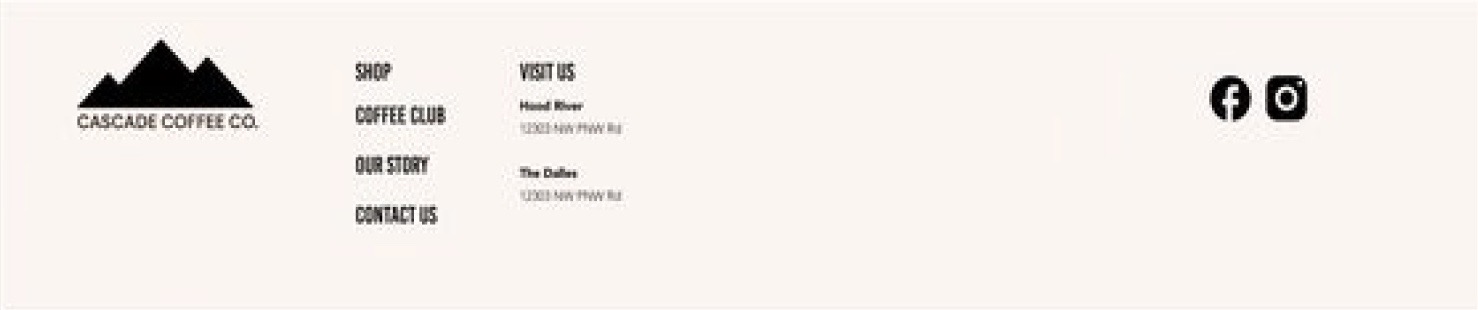 CASCADE COFFEE CO.
SHOP
COFFEE CLUB
OUR STORY
CONTACT US
VISIT US
Hood River
12303 NW PNW Rd
The Dalles
12303 NW PNW Rd